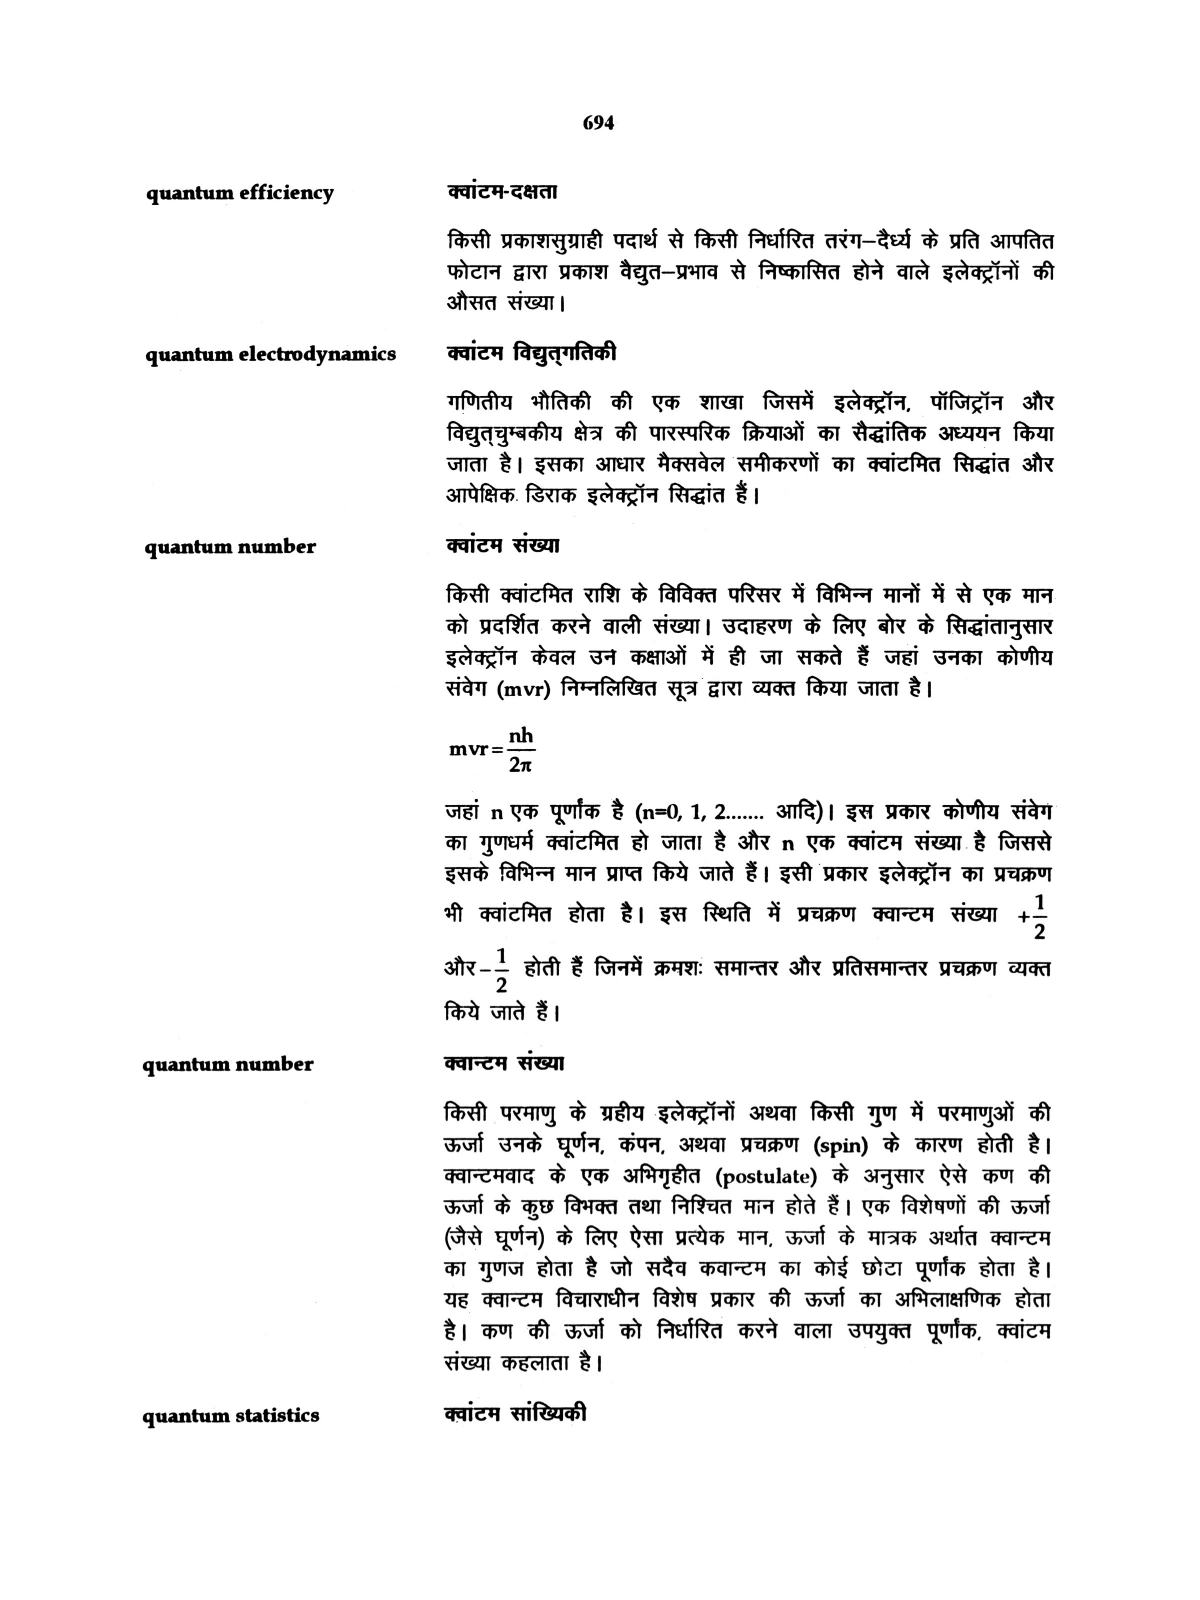 694
quantum efficiency क्वांटम-दक्षता
किसी प्रकाशसुग्राही पदार्थ से किसी निर्धारित तरंग–दैर्ध्य के प्रति आपतित
फोटान द्वारा प्रकाश वैद्युत–प्रभाव से निष्कासित होने वाले इलेक्ट्रॉनों की
औसत संख्या।
quantum electrodynamics क्वांटम विद्युत्गतिकी
गणितीय भौतिकी की एक शाखा जिसमें इलेक्ट्रॉन, पॉजिट्रॉन और
विद्युत्चुम्बकीय क्षेत्र की पारस्परिक क्रियाओं का सैद्धांतिक अध्ययन किया
जाता है। इसका आधार मैक्सवेल समीकरणों का क्वांटमित सिद्धांत और
आपेक्षिक डिराक इलेक्ट्रॉन सिद्धांत हैं।
quantum number क्वांटम संख्या
किसी क्वांटमित राशि के विविक्त परिसर में विभिन्न मानों में से एक मान
को प्रदर्शित करने वाली संख्या। उदाहरण के लिए बोर के सिद्धांतानुसार
इलेक्ट्रॉन केवल उन कक्षाओं में ही जा सकते हैं जहां उनका कोणीय
संवेग (mvr) निम्नलिखित सूत्र द्वारा व्यक्त किया जाता है।
mvr = nh/2π
जहां n एक पूर्णांक है (n=0, 1, 2....... आदि)। इस प्रकार कोणीय संवेग
का गुणधर्म क्वांटमित हो जाता है और n एक क्वांटम संख्या है जिससे
इसके विभिन्न मान प्राप्त किये जाते हैं। इसी प्रकार इलेक्ट्रॉन का प्रचक्रण
भी क्वांटमित होता है। इस स्थिति में प्रचक्रण क्वान्टम संख्या +1/2
और -1/2 होती हैं जिनमें क्रमशः समान्तर और प्रतिसमान्तर प्रचक्रण व्यक्त
किये जाते हैं।
quantum number क्वान्टम संख्या
किसी परमाणु के ग्रहीय इलेक्ट्रॉनों अथवा किसी गुण में परमाणुओं की
ऊर्जा उनके घूर्णन, कंपन, अथवा प्रचक्रण (spin) के कारण होती है।
क्वान्टमवाद के एक अभिगृहीत (postulate) के अनुसार ऐसे कण की
ऊर्जा के कुछ विभक्त तथा निश्चित मान होते हैं। एक विशेषणों की ऊर्जा
(जैसे घूर्णन) के लिए ऐसा प्रत्येक मान, ऊर्जा के मात्रक अर्थात क्वान्टम
का गुणज होता है जो सदैव कवान्टम का कोई छोटा पूर्णांक होता है।
यह क्वान्टम विचाराधीन विशेष प्रकार की ऊर्जा का अभिलाक्षणिक होता
है। कण की ऊर्जा को निर्धारित करने वाला उपयुक्त पूर्णांक, क्वांटम
संख्या कहलाता है।
quantum statistics क्वांटम सांख्यिकी